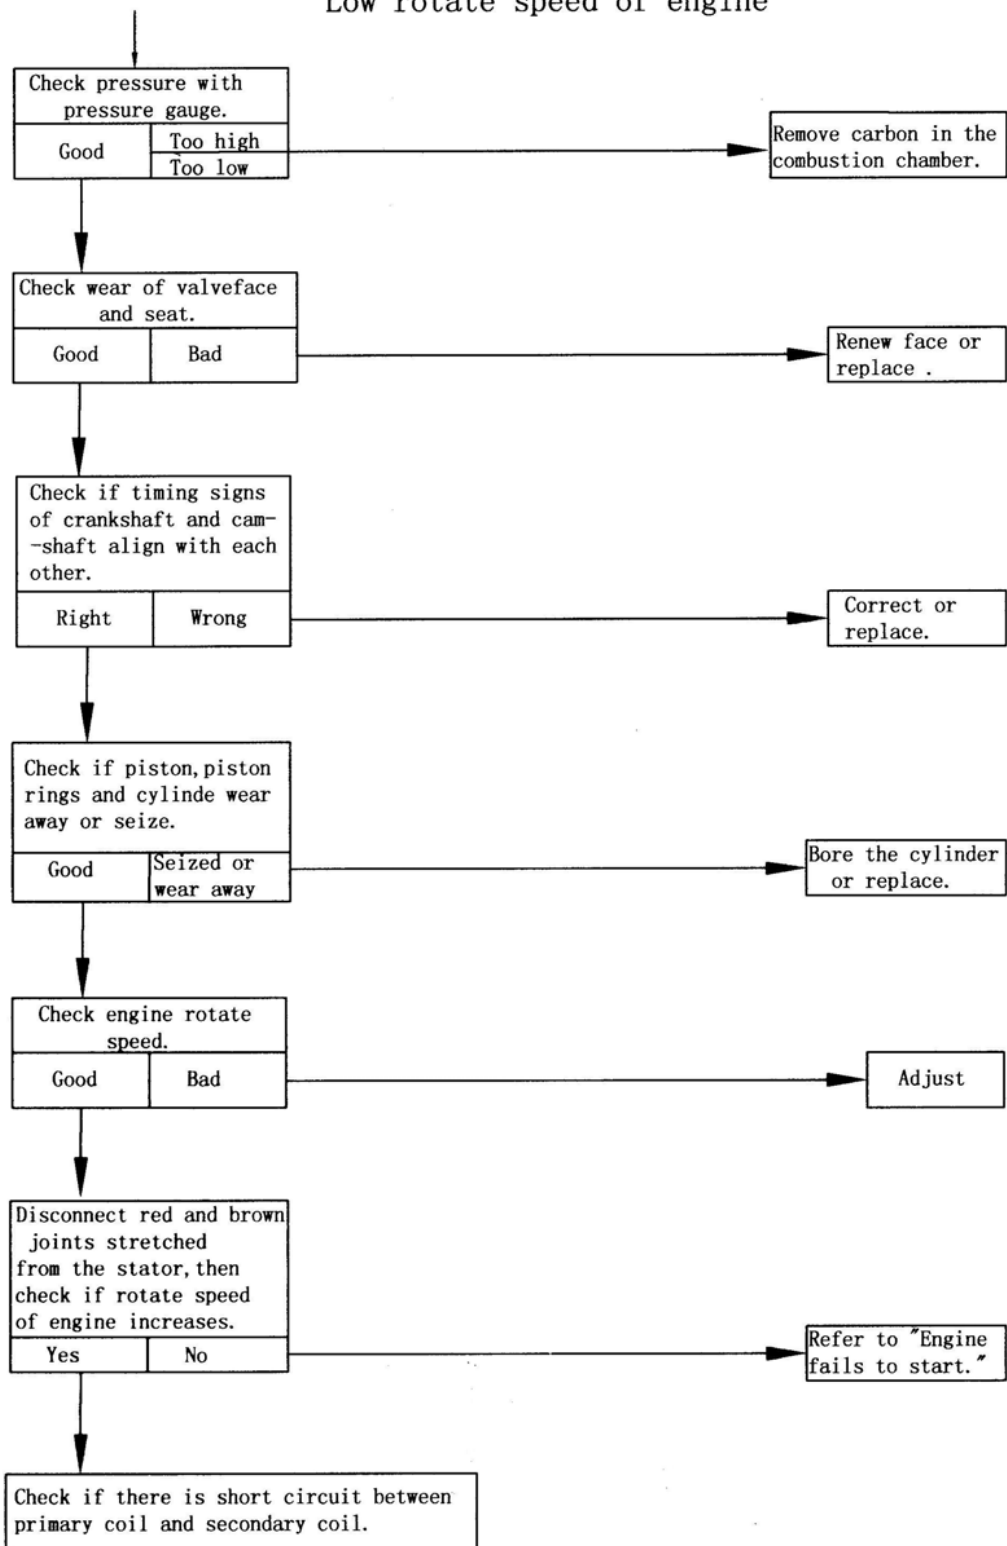 Low rotate speed of engine
Check pressure with
pressure gauge.
Good
Too high
Too low
Remove carbon in the
combustion chamber.
Check wear of valveface
and seat.
Good
Bad
Renew face or
replace .
Check if timing signs
of crankshaft and cam-
-shaft align with each
other.
Right
Wrong
Correct or
replace.
Check if piston,piston
rings and cylinde wear
away or seize.
Good
Seized or
wear away
Bore the cylinder
or replace.
Check engine rotate
speed.
Good
Bad
Adjust
Disconnect red and brown
joints stretched
from the stator,then
check if rotate speed
of engine increases.
Yes
No
Refer to "Engine
fails to start."
Check if there is short circuit between
primary coil and secondary coil.